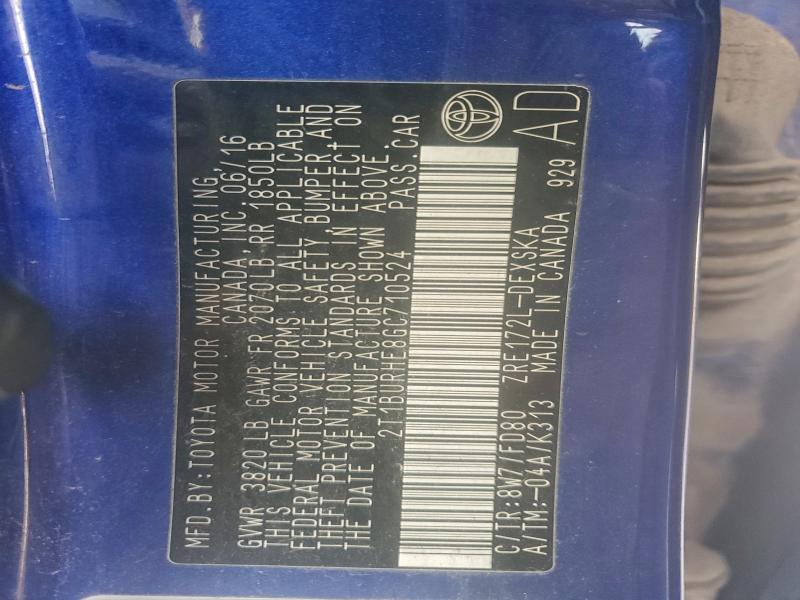 MFD.BY:TOYOTA MOTOR MANUFACTURING,
CANADA, INC. 06/16
GVWR 3820 LB GAWR FR 2070LB RR 1850LB
THIS VEHICLE CONFORMS TO ALL APPLICABLE
FEDERAL MOTOR VEHICLE SAFETY BUMPER,AND
THEFT PREVENTION STANDARDS IN EFFECT ON
THE DATE OF MANUFACTURE SHOWN ABOVE.
2T1BURHE8GC710524 PASS.CAR
C/TR:8W7/FD80 ZRE172L-DEXSKA
A/TM:-04A/K313 MADE IN CANADA 929 AD